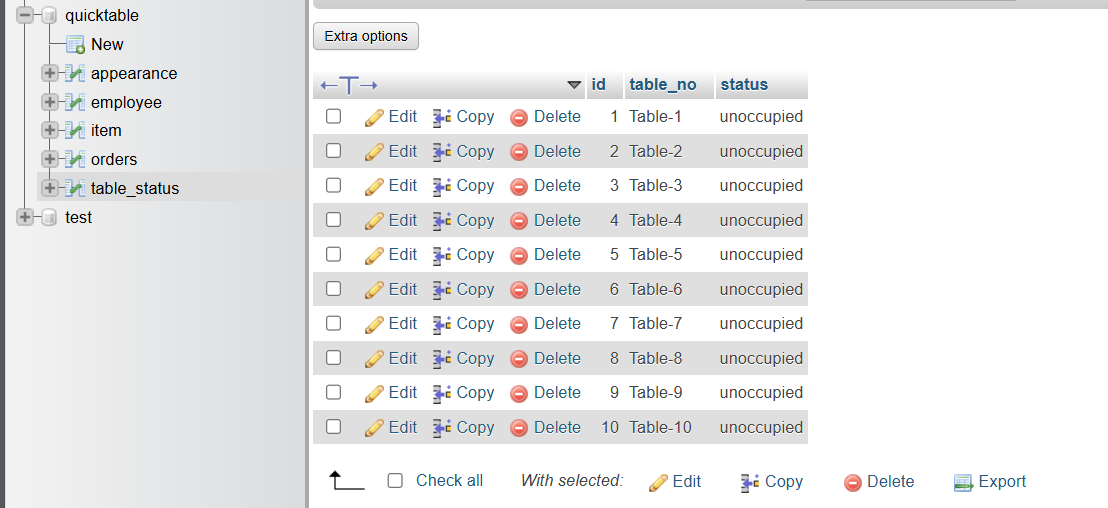 quicktable
New
appearance
employee
item
orders
table_status
test
Extra options
id table_no status
Edit Copy Delete 1 Table-1 unoccupied
Edit Copy Delete 2 Table-2 unoccupied
Edit Copy Delete 3 Table-3 unoccupied
Edit Copy Delete 4 Table-4 unoccupied
Edit Copy Delete 5 Table-5 unoccupied
Edit Copy Delete 6 Table-6 unoccupied
Edit Copy Delete 7 Table-7 unoccupied
Edit Copy Delete 8 Table-8 unoccupied
Edit Copy Delete 9 Table-9 unoccupied
Edit Copy Delete 10 Table-10 unoccupied
Check all With selected: Edit Copy Delete Export